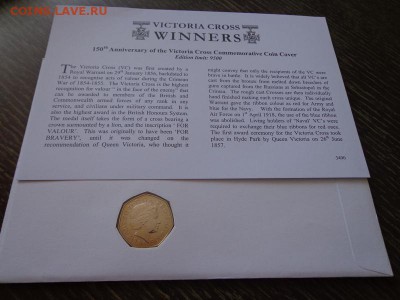 coins.лаve.ru
VICTORIA CROSS
WINNERS
150th Anniversary of the Victoria Cross Commemorative Coin Cover
Edition limit: 9500
The Victoria Cross (VC) was first created by a
Royal Warrant on 29th January 1856, backdated to
1854 to recognise acts of valour during the Crimean
War of 1854-1855. The Victoria Cross is the highest
recognition for valour " in the face of the enemy" that
can be awarded to members of the British and
Commonwealth armed forces of any rank in any
service, and civilians under military command. It is
also the highest award in the British Honours System.
The medal itself takes the form of a cross bearing a
crown surmounted by a lion, and the inscription 'FOR
VALOUR'. This was originally to have been 'FOR
BRAVERY', until it was changed on the
recommendation of Queen Victoria, who thought it
might convey that only the recipients of the VC were
brave in battle. It is widely believed that all VC's are
cast from the bronze from melted down breeches of
guns captured from the Russians at Sebastopol in the
Crimea. The rough cast Crosses are then individually
hand finished making each cross unique. The original
Warrant gave the ribbon colour as red for Army and
blue for the Navy. With the formation of the Royal
Air Force on 1st April 1918, the use of the blue ribbon
was abolished. Living holders of 'Naval' VC's were
required to exchange their blue ribbons for red ones.
The first award ceremony for the Victoria Cross took
place in Hyde Park by Queen Victoria on 26th June
1857.